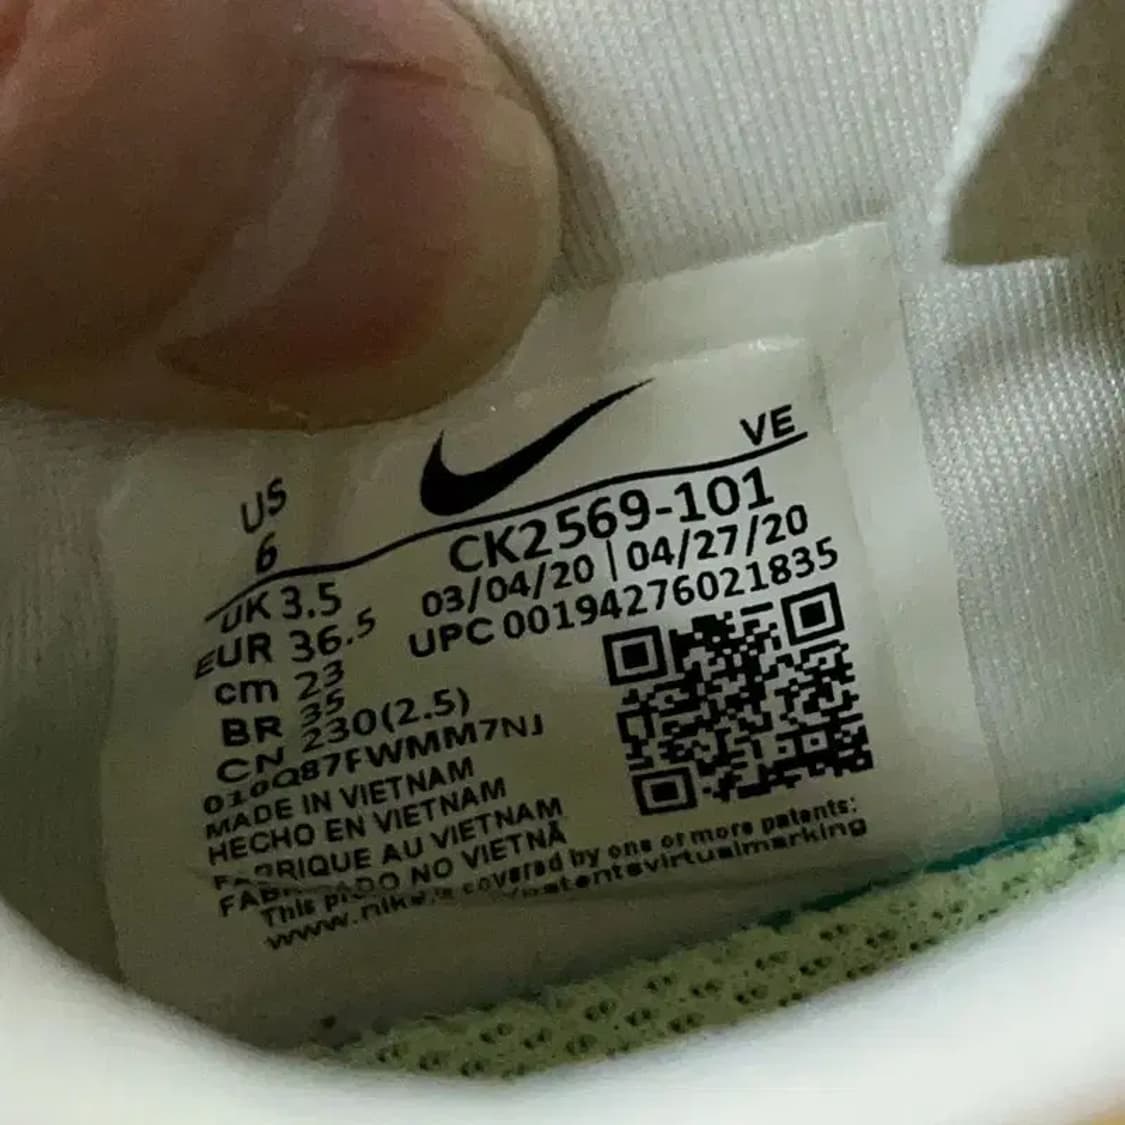 US
6
VE
UK 3.5
EUR 36.5
cm 23
BR 35
CN 230(2.5)
CK2569-101
03/04/20 | 04/27/20
UPC 00194276021835
010Q87FWMM7NJ
MADE IN VIETNAM
HECHO EN VIETNAM
FABRIQUE AU VIETNAM
FABRICADO NO VIETNÃ
This product is covered by one or more patents:
www.nike.com/patentsvirtualmarking